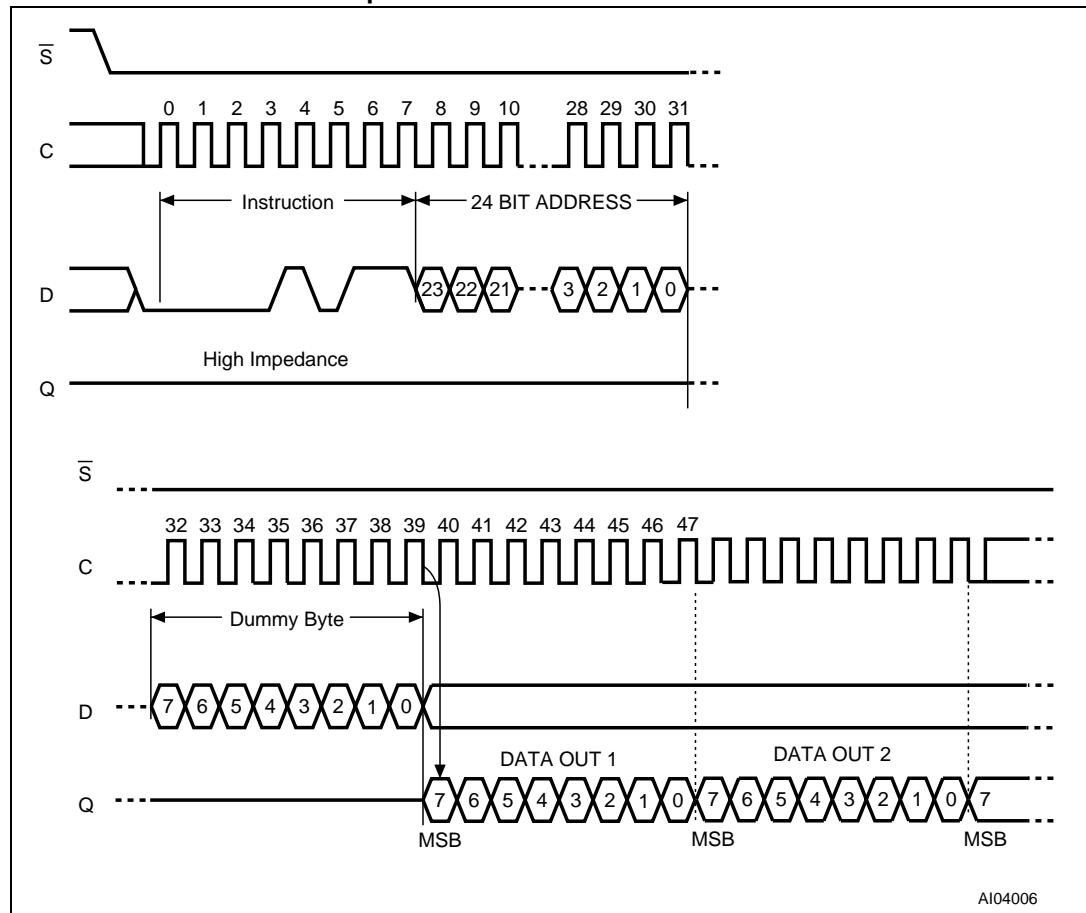 S
0 1 2 3 4 5 6 7 8 9 10 28 29 30 31
C
Instruction 24 BIT ADDRESS
D 23 22 21 3 2 1 0
High Impedance
Q
S
32 33 34 35 36 37 38 39 40 41 42 43 44 45 46 47
C
Dummy Byte
D 7 6 5 4 3 2 1 0
DATA OUT 1 DATA OUT 2
Q 7 6 5 4 3 2 1 0 7 6 5 4 3 2 1 0 7
MSB MSB MSB
AI04006